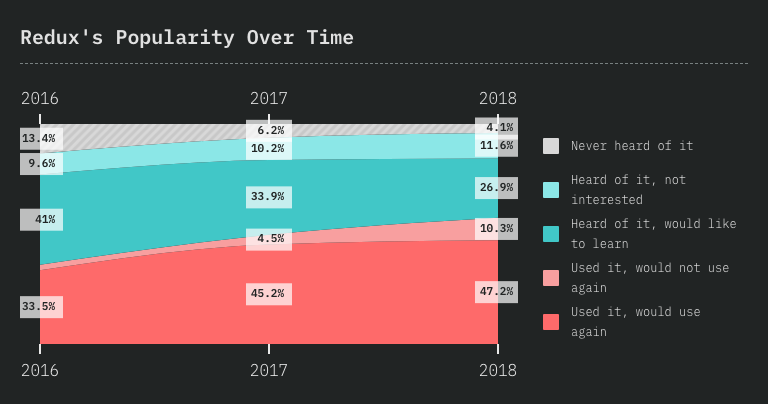 Redux's Popularity Over Time
2016 2017 2018
13.4% 6.2% 4.1%
9.6% 10.2% 11.6%
41% 33.9% 26.9%
4.5% 10.3%
33.5% 45.2% 47.2%
2016 2017 2018
Never heard of it
Heard of it, not
interested
Heard of it, would like
to learn
Used it, would not use
again
Used it, would use
again